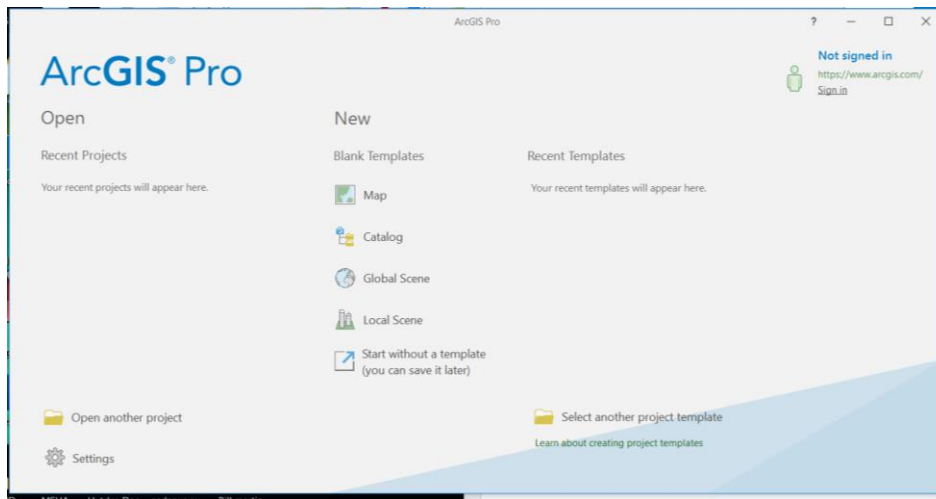 ArcGIS Pro
?
ArcGIS® Pro
Not signed in
https://www.arcgis.com/
Sign in
Open
New
Recent Projects
Blank Templates
Recent Templates
Your recent projects will appear here.
Your recent templates will appear here.
Map
Catalog
Global Scene
Local Scene
Start without a template
(you can save it later)
Open another project
Select another project template
Learn about creating project templates
Settings